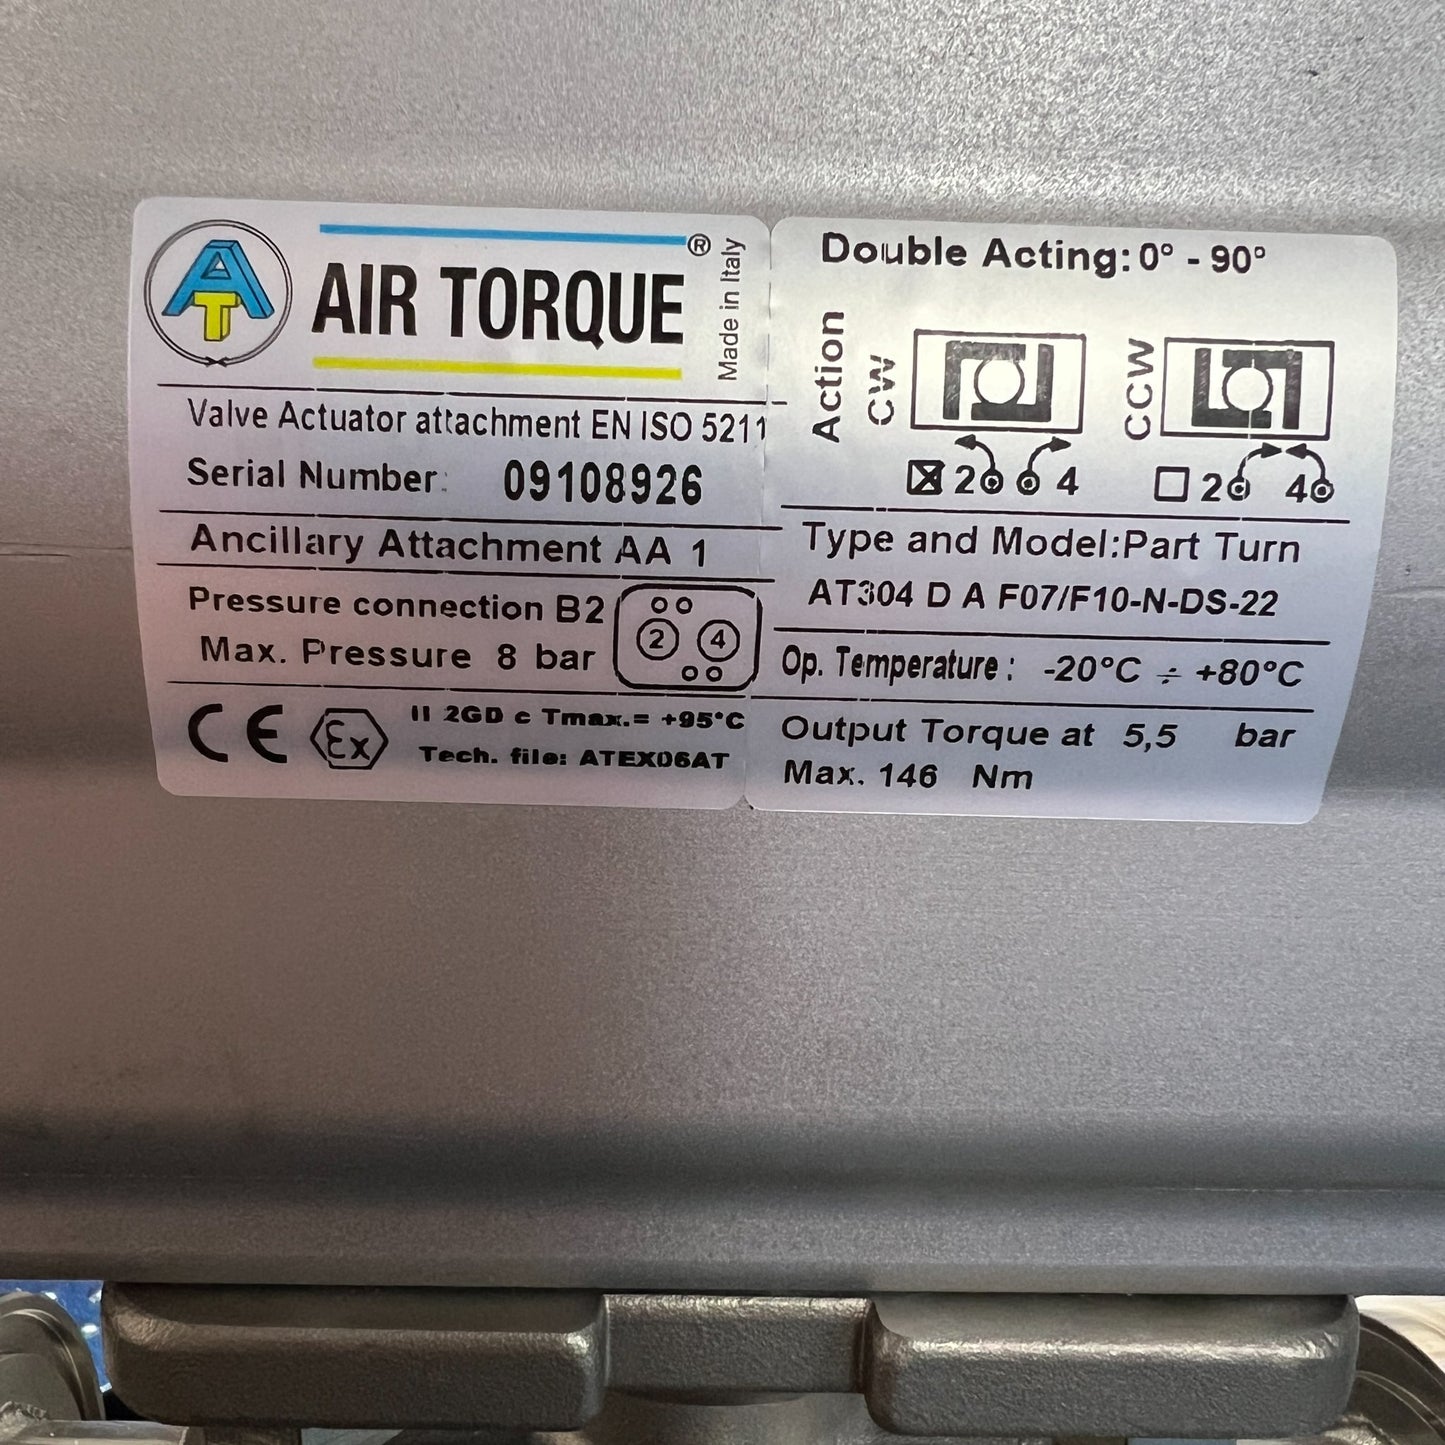 AT
AIR TORQUE®
Made in Italy
Valve Actuator attachment EN ISO 5211
Serial Number: 09108926
Ancillary Attachment AA 1
Pressure connection B2
Max. Pressure 8 bar
2 4
CE Ex II 2GD c Tmax.= +95°C
Tech. file: ATEX06AT
Double Acting: 0° - 90°
Action
CW
2 4
CCW
2 4
Type and Model:Part Turn
AT304 D A F07/F10-N-DS-22
Op. Temperature: -20°C ÷ +80°C
Output Torque at 5,5 bar
Max. 146 Nm